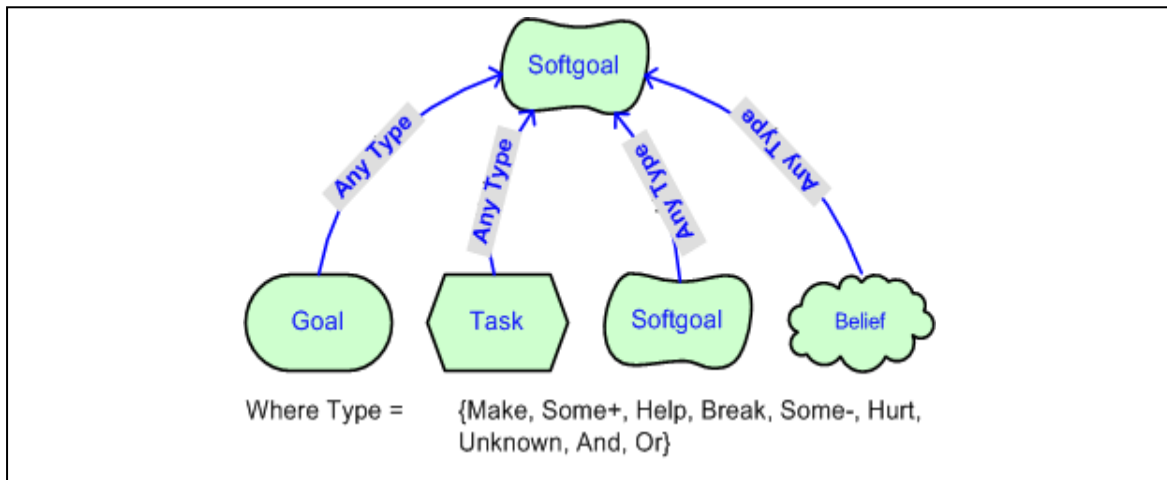 Softgoal
Any Type
Any Type
Any Type
Any Type
Goal
Task
Softgoal
Belief
Where Type = {Make, Some+, Help, Break, Some-, Hurt,
Unknown, And, Or}